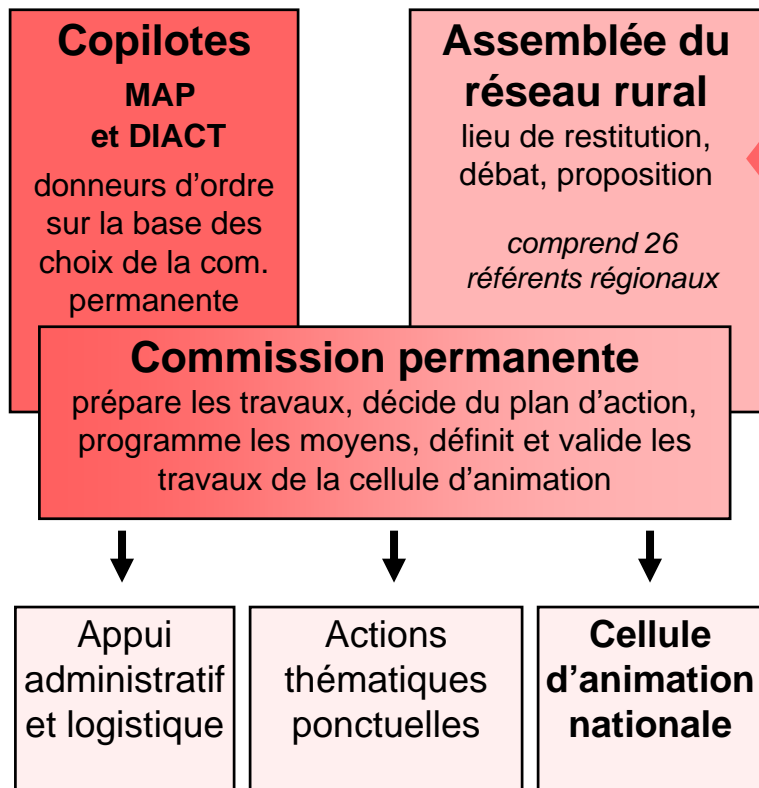 Copilotes
MAP
et DIACT
donneurs d'ordre
sur la base des
choix de la com.
permanente
Assemblée du
réseau rural
lieu de restitution,
débat, proposition
comprend 26
référents régionaux
Commission permanente
prépare les travaux, décide du plan d'action,
programme les moyens, définit et valide les
travaux de la cellule d'animation
Appui
administratif
et logistique
Actions
thématiques
ponctuelles
Cellule
d'animation
nationale